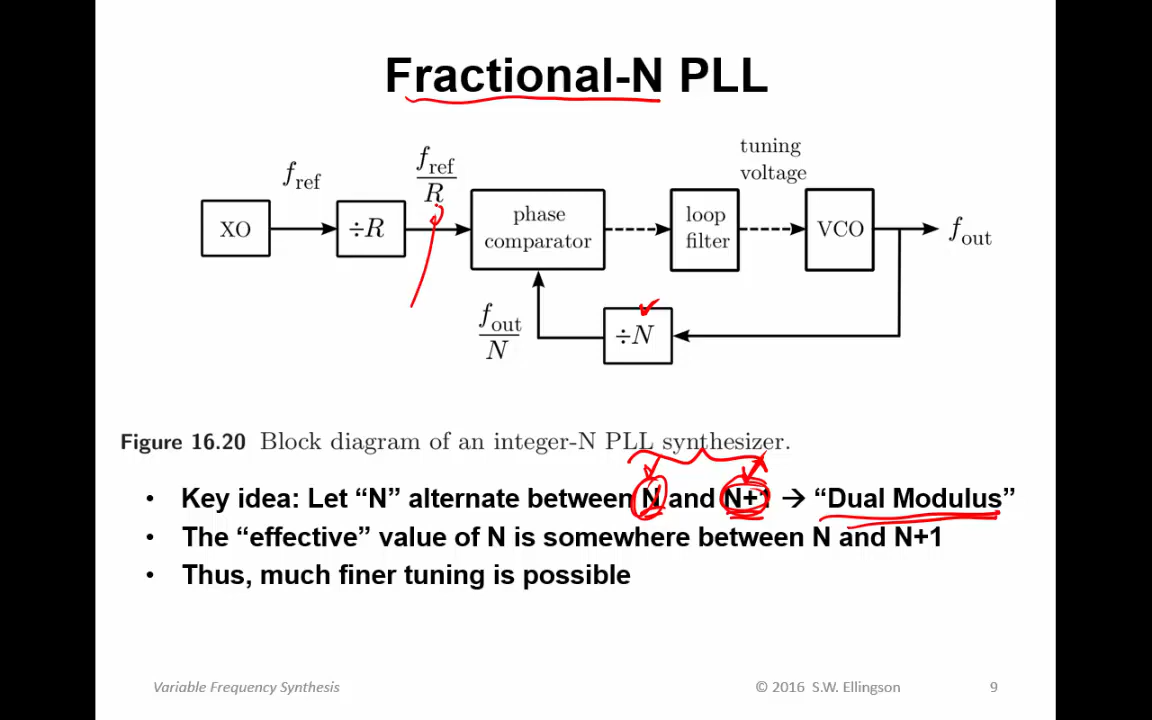 Fractional-N PLL
tuning
voltage
f_ref
f_ref
R
XO
÷R
phase
comparator
loop
filter
VCO
f_out
f_out
N
÷N
Figure 16.20 Block diagram of an integer-N PLL synthesizer.
• Key idea: Let “N” alternate between N and N+1 → “Dual Modulus”
• The “effective” value of N is somewhere between N and N+1
• Thus, much finer tuning is possible
Variable Frequency Synthesis
© 2016 S.W. Ellingson
9